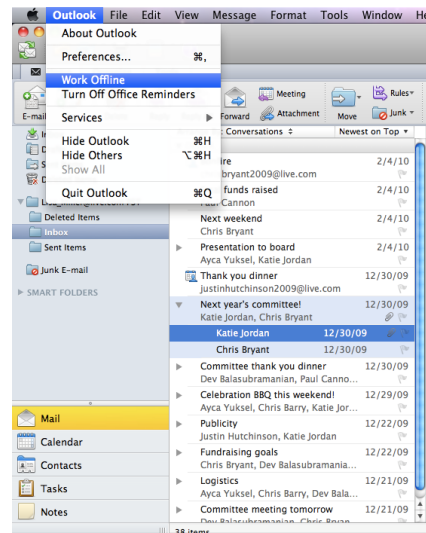 Outlook File Edit View Message Format Tools Window
About Outlook
Preferences... ⌘,
Work Offline
Turn Off Office Reminders
Services
Hide Outlook ⌘H
Hide Others ⌥⌘H
Show All
Quit Outlook ⌘Q
Meeting
Rules
E-mail Forward Attachment Move Junk
Conversations Newest on Top
2/4/10
bryant2009@live.com
funds raised 2/4/10
Paul Cannon
Next weekend 2/4/10
Chris Bryant
Presentation to board 2/4/10
Ayca Yuksel, Katie Jordan
Thank you dinner 12/30/09
justinhutchinson2009@live.com
Next year's committee! 12/30/09
Katie Jordan, Chris Bryant
Katie Jordan 12/30/09
Chris Bryant 12/30/09
Committee thank you dinner 12/30/09
Dev Balasubramanian, Paul Canno...
Celebration BBQ this weekend! 12/29/09
Ayca Yuksel, Chris Barry, Katie Jor...
Publicity 12/22/09
Justin Hutchinson, Katie Jordan
Fundraising goals 12/22/09
Chris Bryant, Dev Balasubramania...
Logistics 12/21/09
Ayca Yuksel, Chris Barry, Dev Bala...
Committee meeting tomorrow 12/21/09
Dev Balasubramanian, Chris Bryan
38 items
Deleted Items
Inbox
Sent Items
Junk E-mail
SMART FOLDERS
Mail
Calendar
Contacts
Tasks
Notes